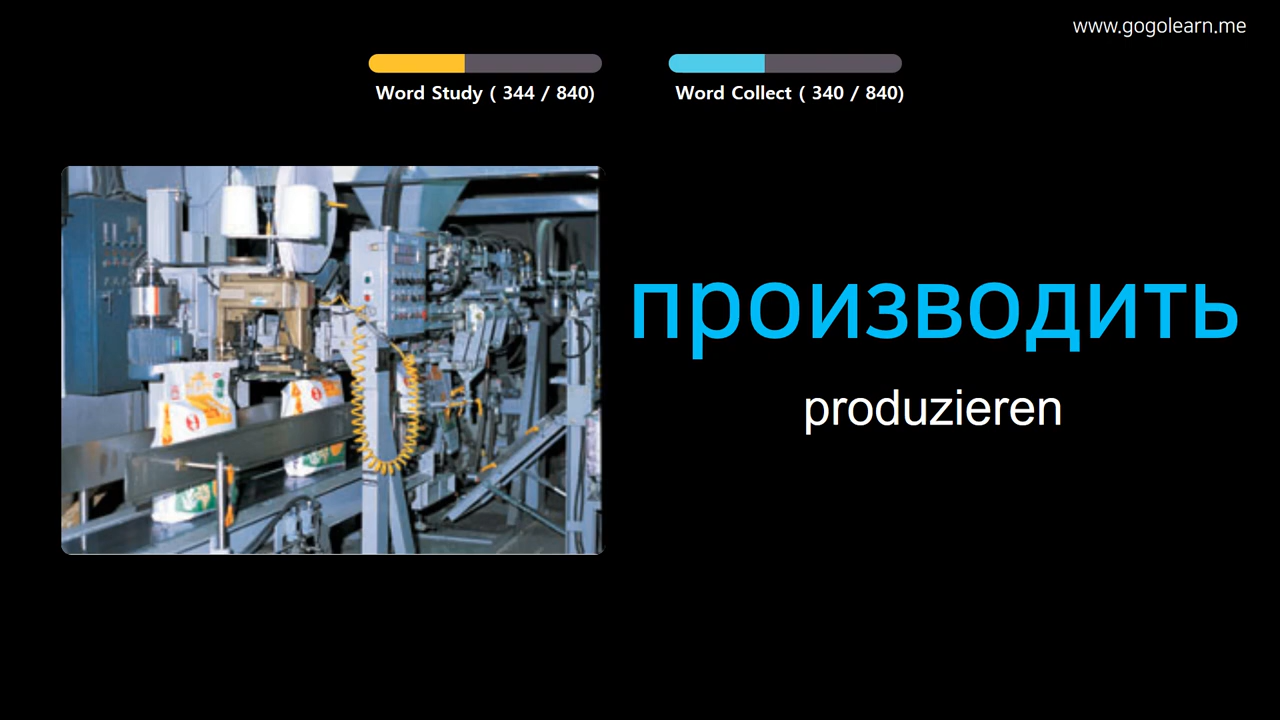 www.gogolearn.me
Word Study ( 344 / 840)
Word Collect ( 340 / 840)
производить
produzieren